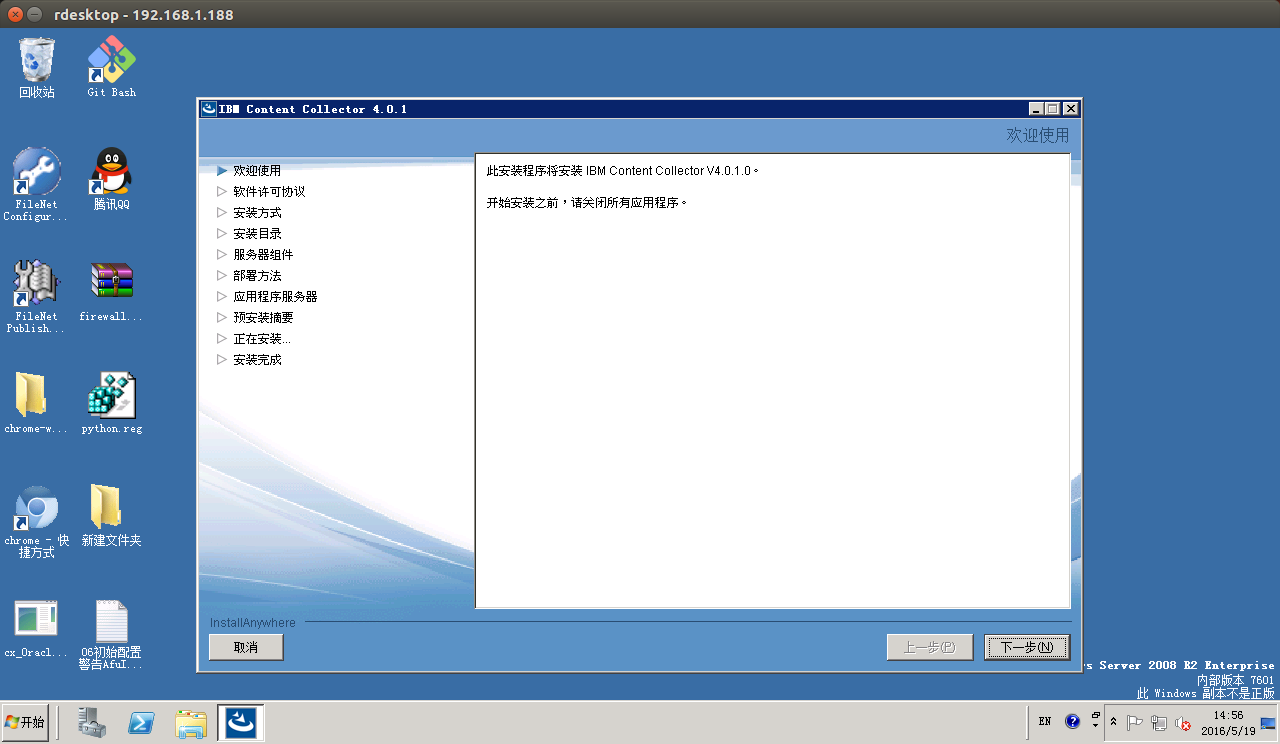 rdesktop - 192.168.1.188
回收站
Git Bash
FileNet
Configur...
腾讯QQ
FileNet
Publish...
firewall...
chrome-w...
python.reg
chrome - 快
捷方式
新建文件夹
cx_Oracl...
06初始配置
警告AfuI...
IBM Content Collector 4.0.1
欢迎使用
欢迎使用
软件许可协议
安装方式
安装目录
服务器组件
部署方法
应用程序服务器
预安装摘要
正在安装...
安装完成
此安装程序将安装 IBM Content Collector V4.0.1.0。
开始安装之前，请关闭所有应用程序。
InstallAnywhere
取消
上一步(P)
下一步(N)
s Server 2008 R2 Enterprise
内部版本 7601
此 Windows 副本不是正版
开始
EN
14:56
2016/5/19